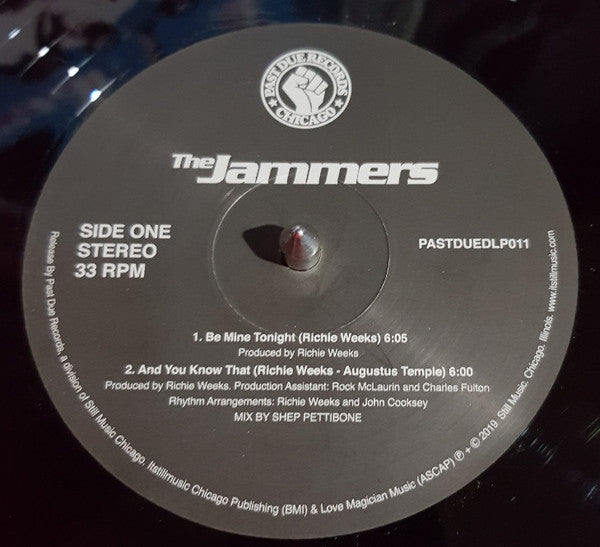 PAST DUE RECORDS
★ CHICAGO ★
The Jammers
SIDE ONE
STEREO
33 RPM
PASTDUEDLP011
1. Be Mine Tonight (Richie Weeks) 6:05
Produced by Richie Weeks
2. And You Know That (Richie Weeks - Augustus Temple) 6:00
Produced by Richie Weeks. Production Assistant: Rock McLaurin and Charles Fulton
Rhythm Arrangements: Richie Weeks and John Cooksey
MIX BY SHEP PETTIBONE
Release By Past Due Records, a division of Still Music Chicago. Itstillmusic Chicago Publishing (BMI) & Love Magician Music (ASCAP) ℗ + © 2019 Still Music. Chicago, Illinois. www.itstillmusic.com